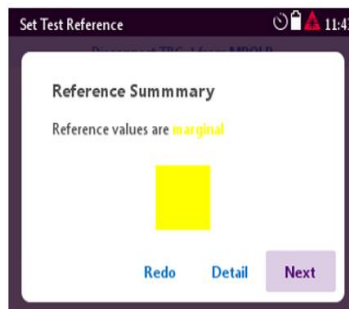 Set Test Reference 11:4
Reference Summmary
Reference values are marginal
Redo Detail Next